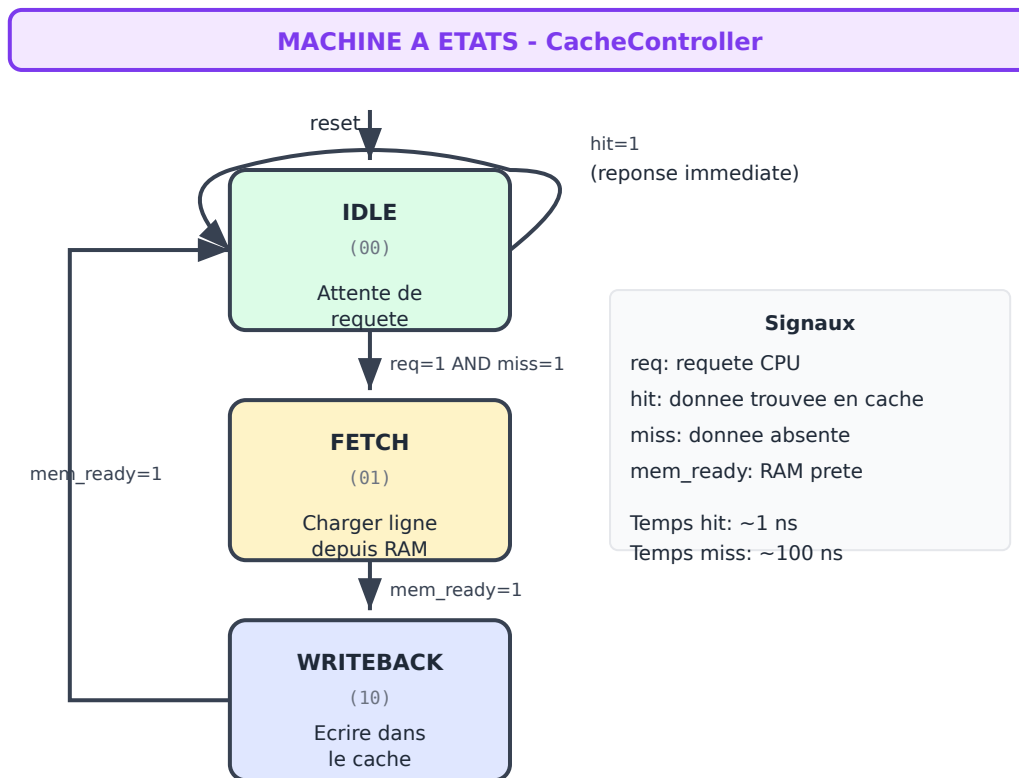 MACHINE A ETATS - CacheController
reset
hit=1
(reponse immediate)
IDLE
(00)
Attente de
requete
req=1 AND miss=1
Signaux
req: requete CPU
hit: donnee trouvee en cache
miss: donnee absente
mem_ready: RAM prete
Temps hit: ~1 ns
Temps miss: ~100 ns
FETCH
(01)
Charger ligne
depuis RAM
mem_ready=1
mem_ready=1
WRITEBACK
(10)
Ecrire dans
le cache